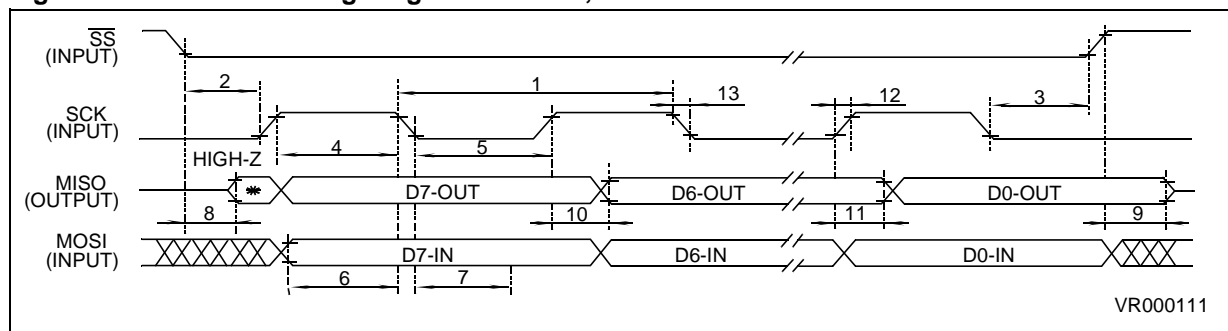 SS
(INPUT)
2
1
13
12
3
SCK
(INPUT)
4
5
HIGH-Z
MISO
(OUTPUT)
*
D7-OUT
D6-OUT
D0-OUT
8
10
11
9
MOSI
(INPUT)
D7-IN
D6-IN
D0-IN
6
7
VR000111